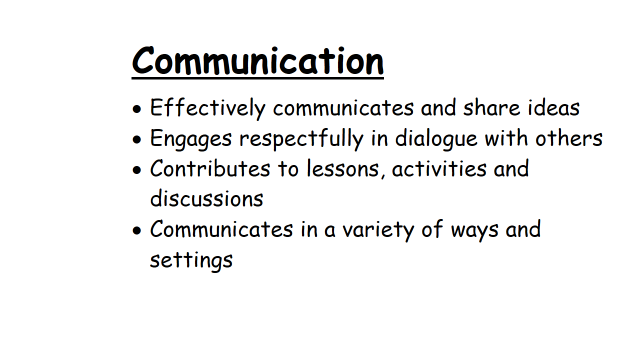 Communication
• Effectively communicates and share ideas
• Engages respectfully in dialogue with others
• Contributes to lessons, activities and
discussions
• Communicates in a variety of ways and
settings